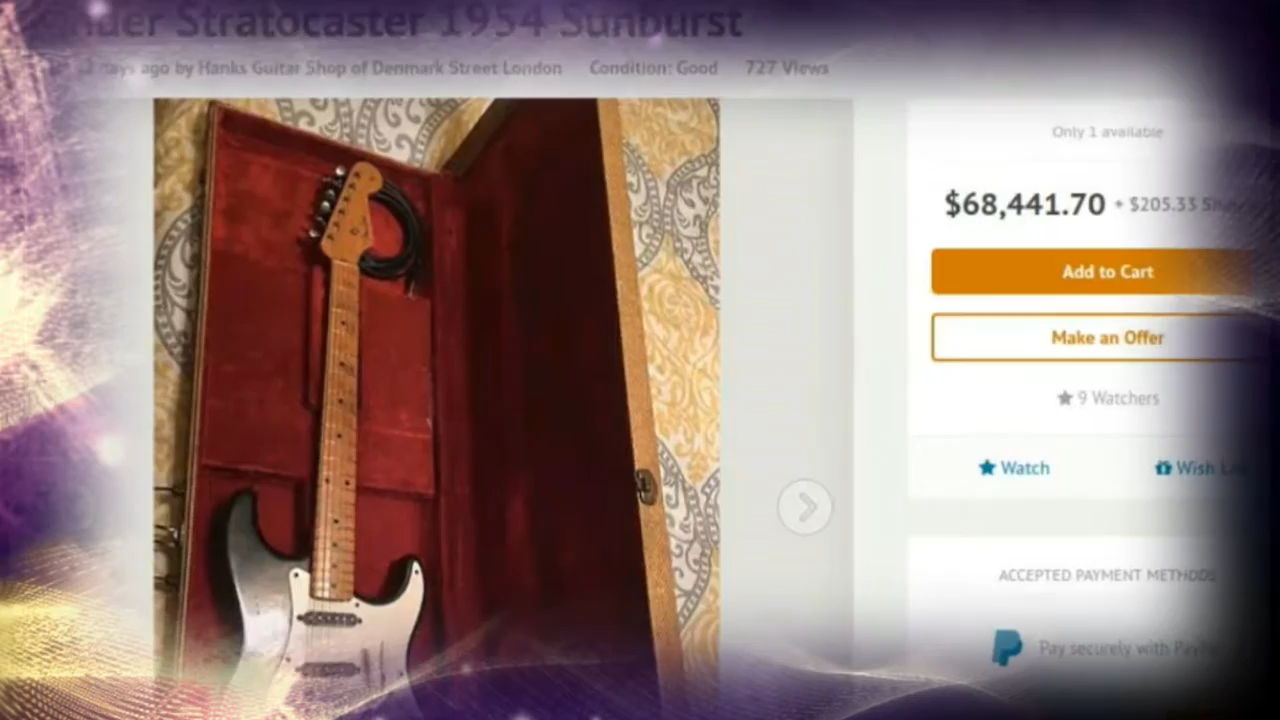 Stratocaster 1954 Sunburst
days ago by Hanks Guitar Shop of Denmark Street London Condition: Good 727 Views
Only 1 available
$68,441.70 + $205.33
Add to Cart
Make an Offer
9 Watchers
Watch Wish
ACCEPTED PAYMENT METHODS
Pay securely with